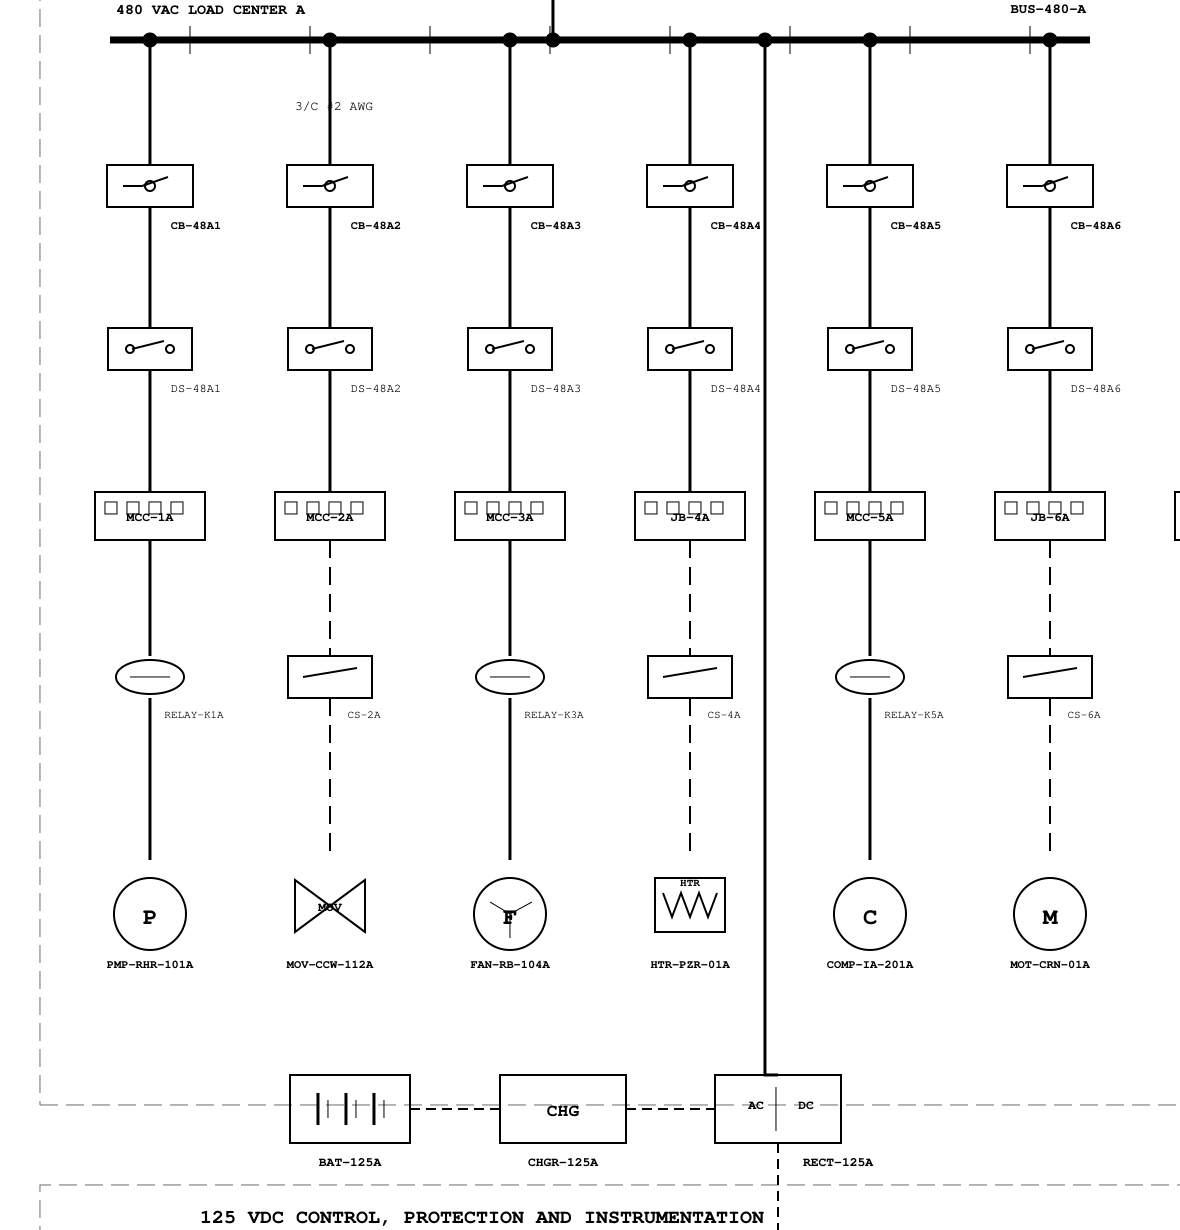 480 VAC LOAD CENTER A
BUS-480-A
3/C #2 AWG
CB-48A1
CB-48A2
CB-48A3
CB-48A4
CB-48A5
CB-48A6
DS-48A1
DS-48A2
DS-48A3
DS-48A4
DS-48A5
DS-48A6
MCC-1A
MCC-2A
MCC-3A
JB-4A
MCC-5A
JB-6A
RELAY-K1A
CS-2A
RELAY-K3A
CS-4A
RELAY-K5A
CS-6A
P
MOV
F
HTR
C
M
PMP-RHR-101A
MOV-CCW-112A
FAN-RB-104A
HTR-PZR-01A
COMP-IA-201A
MOT-CRN-01A
CHG
AC
DC
BAT-125A
CHGR-125A
RECT-125A
125 VDC CONTROL, PROTECTION AND INSTRUMENTATION